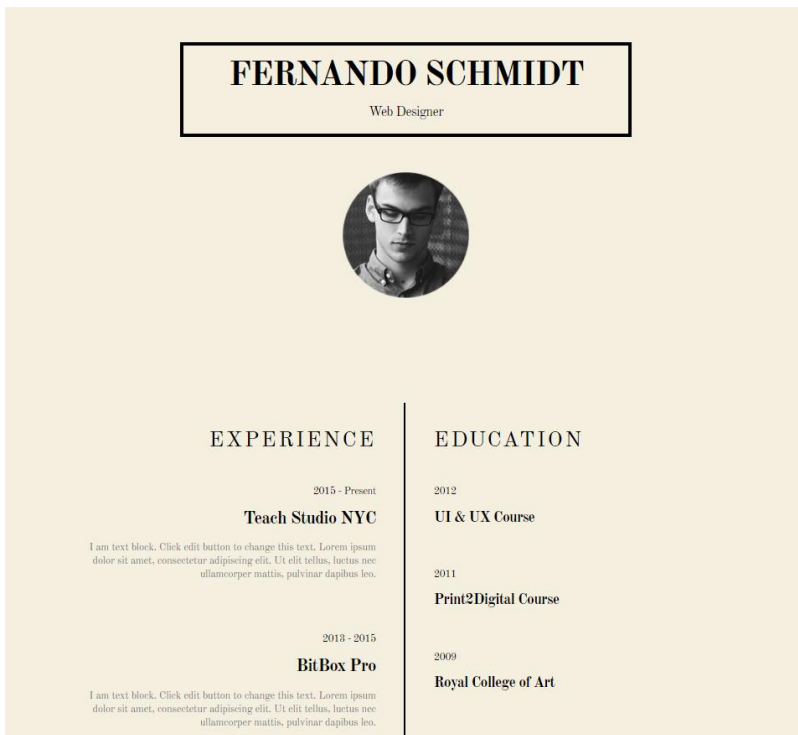 FERNANDO SCHMIDT
Web Designer
EXPERIENCE
2015 - Present
Teach Studio NYC
I am text block. Click edit button to change this text. Lorem ipsum
dolor sit amet, consectetur adipiscing elit. Ut elit tellus, luctus nec
ullamcorper mattis, pulvinar dapibus leo.
2013 - 2015
BitBox Pro
I am text block. Click edit button to change this text. Lorem ipsum
dolor sit amet, consectetur adipiscing elit. Ut elit tellus, luctus nec
ullamcorper mattis, pulvinar dapibus leo.
EDUCATION
2012
UI & UX Course
2011
Print2Digital Course
2009
Royal College of Art